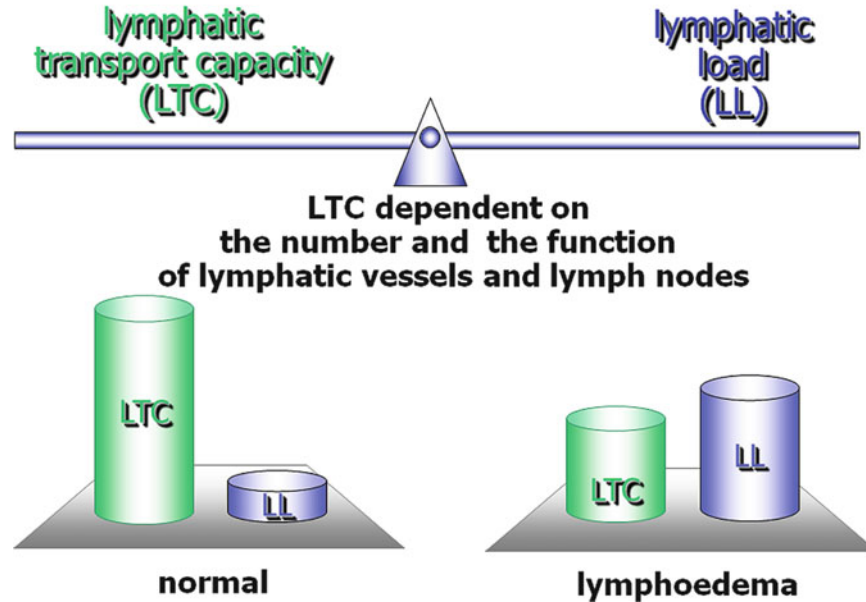 lymphatic
transport capacity
(LTC)
lymphatic
load
(LL)
LTC dependent on
the number and the function
of lymphatic vessels and lymph nodes
LTC
LL
LTC
LL
normal
lymphoedema